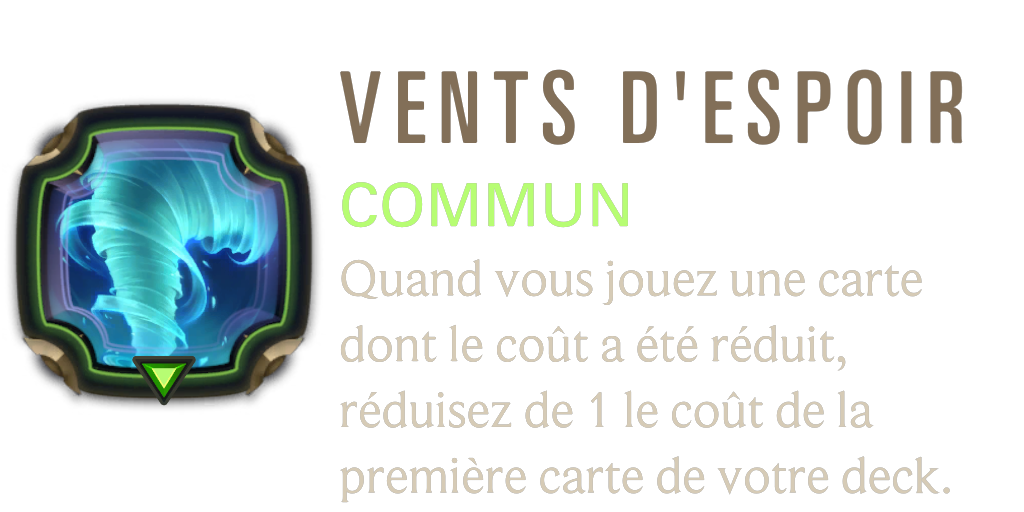 VENTS D'ESPOIR
COMMUN
Quand vous jouez une carte
dont le coût a été réduit,
réduisez de 1 le coût de la
première carte de votre deck.